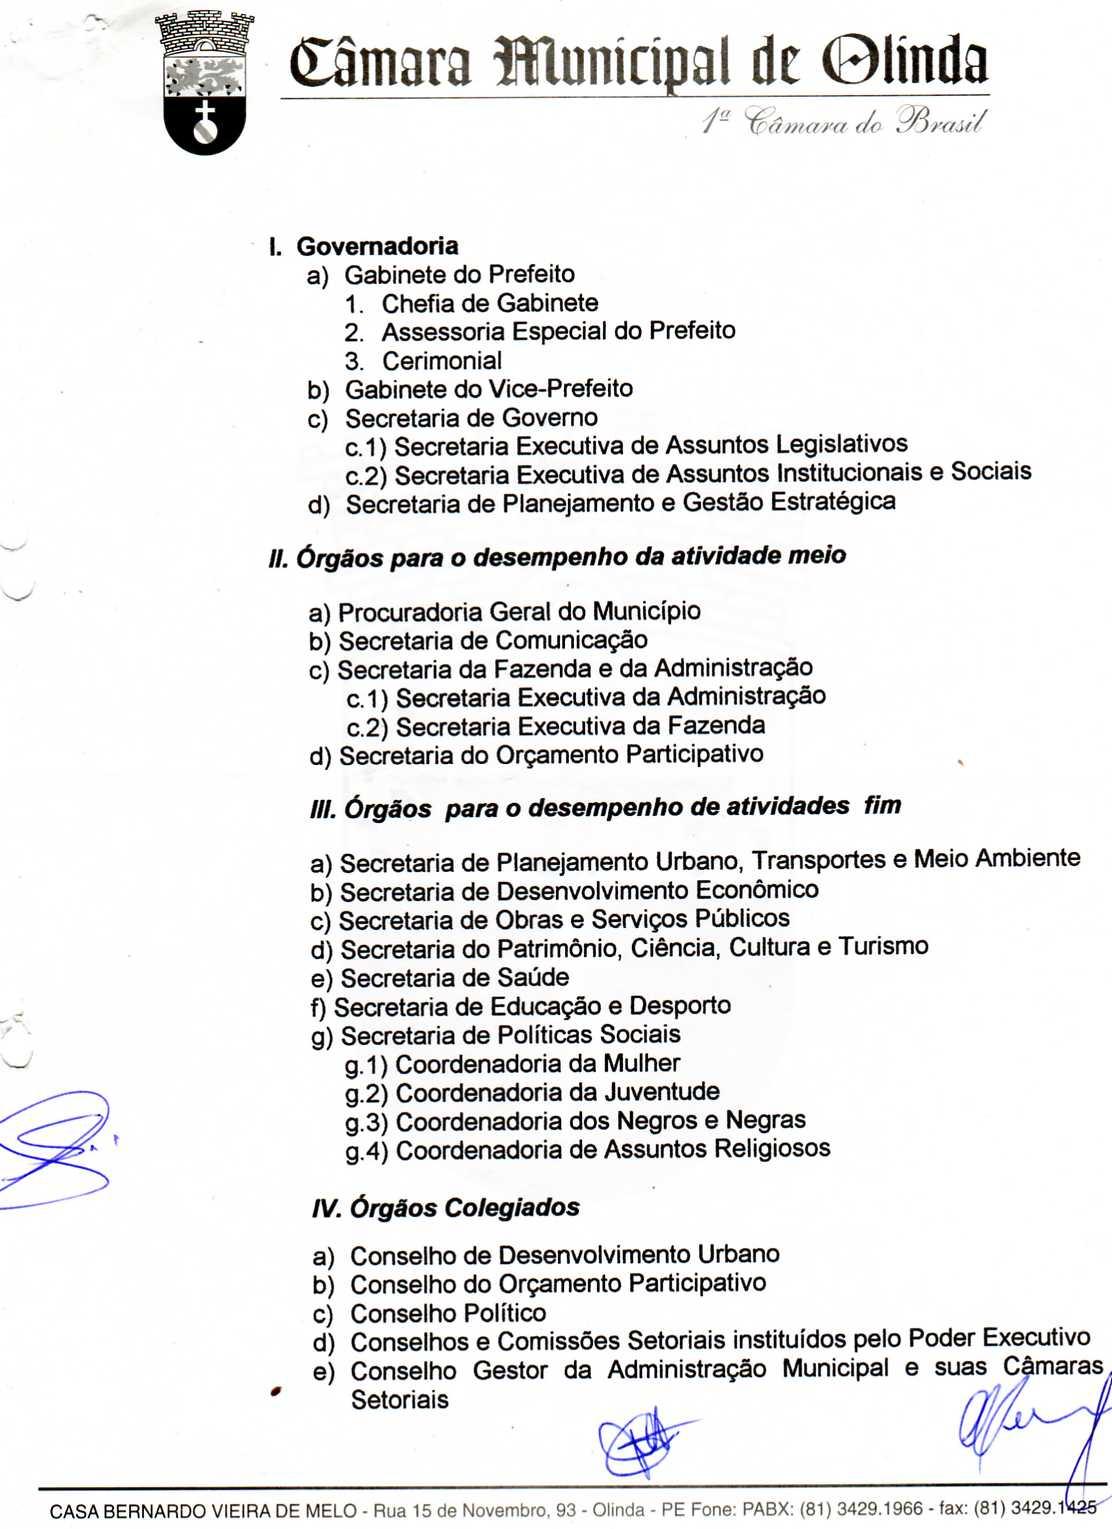 Câmara Municipal de Olinda
1ª Câmara do Brasil
I. Governadoria
a) Gabinete do Prefeito
1. Chefia de Gabinete
2. Assessoria Especial do Prefeito
3. Cerimonial
b) Gabinete do Vice-Prefeito
c) Secretaria de Governo
c.1) Secretaria Executiva de Assuntos Legislativos
c.2) Secretaria Executiva de Assuntos Institucionais e Sociais
d) Secretaria de Planejamento e Gestão Estratégica
II. Órgãos para o desempenho da atividade meio
a) Procuradoria Geral do Município
b) Secretaria de Comunicação
c) Secretaria da Fazenda e da Administração
c.1) Secretaria Executiva da Administração
c.2) Secretaria Executiva da Fazenda
d) Secretaria do Orçamento Participativo
III. Órgãos para o desempenho de atividades fim
a) Secretaria de Planejamento Urbano, Transportes e Meio Ambiente
b) Secretaria de Desenvolvimento Econômico
c) Secretaria de Obras e Serviços Públicos
d) Secretaria do Patrimônio, Ciência, Cultura e Turismo
e) Secretaria de Saúde
f) Secretaria de Educação e Desporto
g) Secretaria de Políticas Sociais
g.1) Coordenadoria da Mulher
g.2) Coordenadoria da Juventude
g.3) Coordenadoria dos Negros e Negras
g.4) Coordenadoria de Assuntos Religiosos
IV. Órgãos Colegiados
a) Conselho de Desenvolvimento Urbano
b) Conselho do Orçamento Participativo
c) Conselho Político
d) Conselhos e Comissões Setoriais instituídos pelo Poder Executivo
e) Conselho Gestor da Administração Municipal e suas Câmaras
Setoriais
CASA BERNARDO VIEIRA DE MELO - Rua 15 de Novembro, 93 - Olinda - PE Fone: PABX: (81) 3429.1966 - fax: (81) 3429.1425